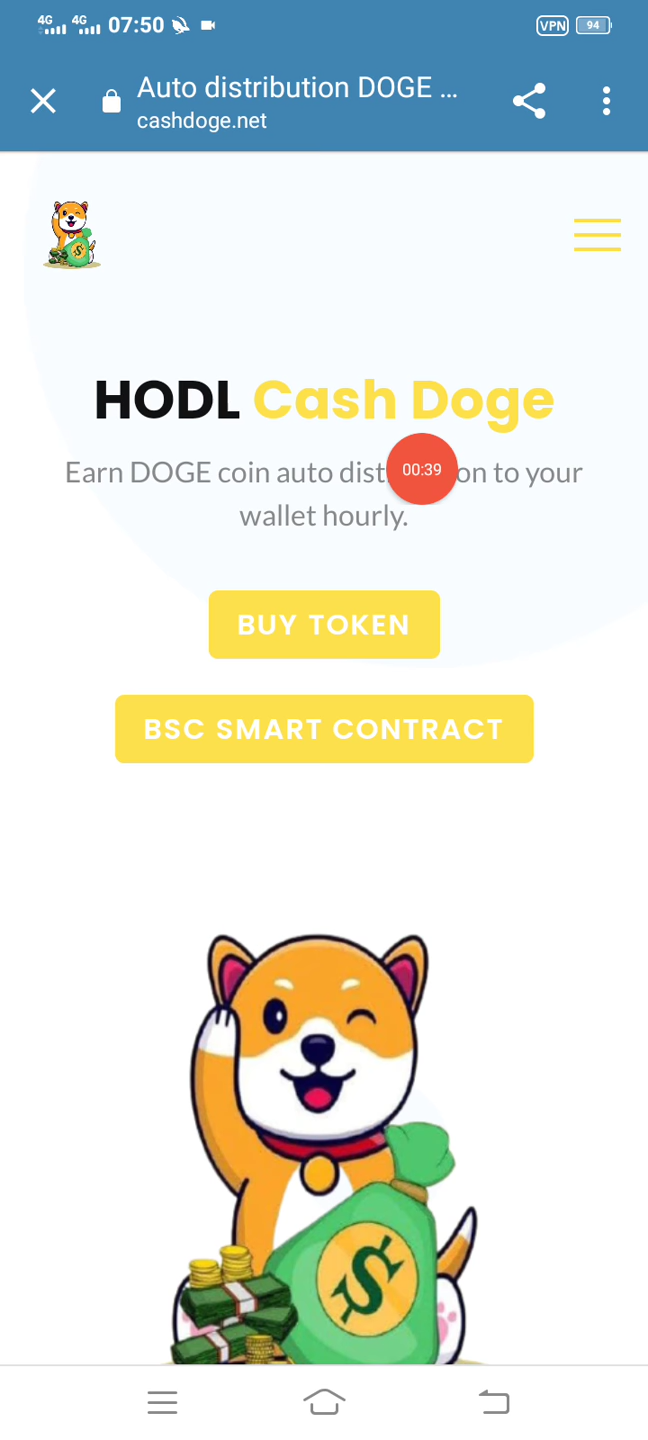 4G 4G 07:50 VPN 94
Auto distribution DOGE ...
cashdoge.net
HODL Cash Doge
Earn DOGE coin auto dist 00:39 on to your
wallet hourly.
BUY TOKEN
BSC SMART CONTRACT
$